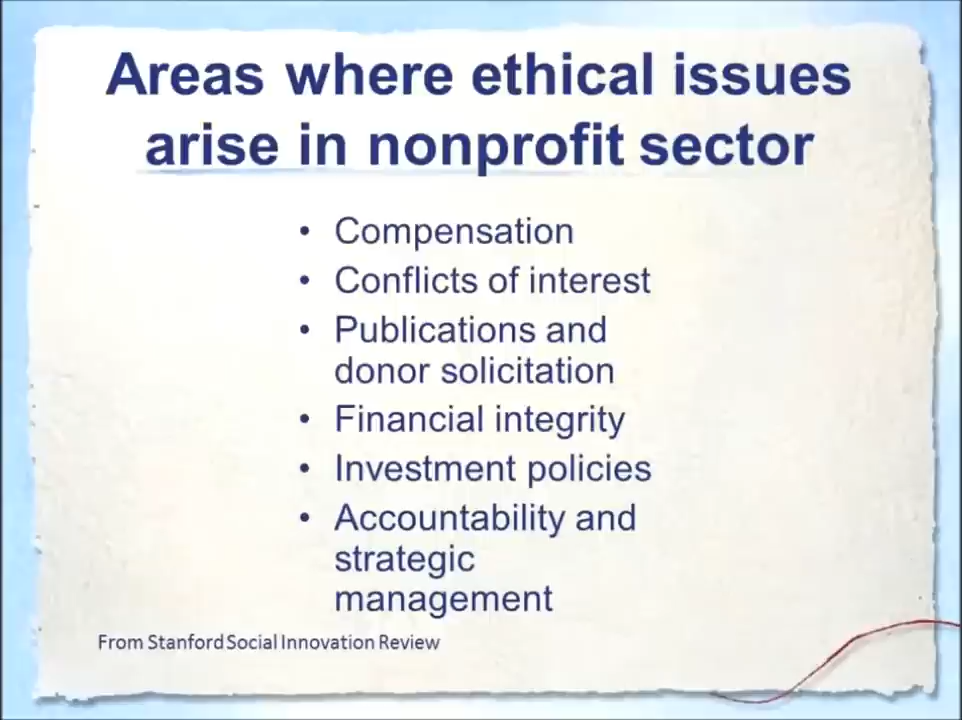 Areas where ethical issues
arise in nonprofit sector
• Compensation
• Conflicts of interest
• Publications and
donor solicitation
• Financial integrity
• Investment policies
• Accountability and
strategic
management
From Stanford Social Innovation Review